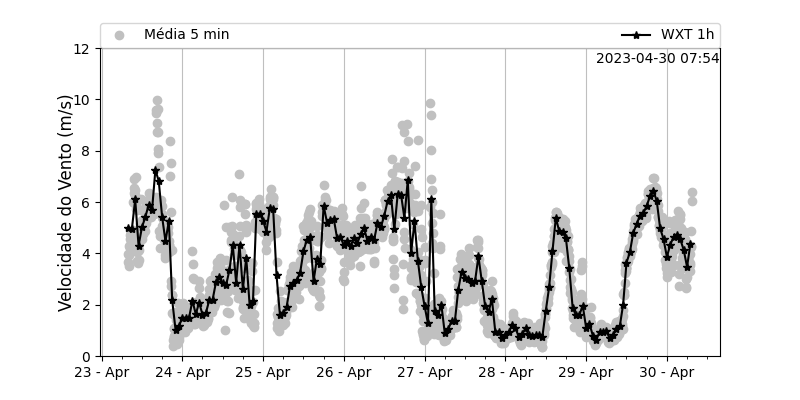 Média 5 min
WXT 1h
2023-04-30 07:54
Velocidade do Vento (m/s)
12
10
8
6
4
2
0
23 - Apr
24 - Apr
25 - Apr
26 - Apr
27 - Apr
28 - Apr
29 - Apr
30 - Apr